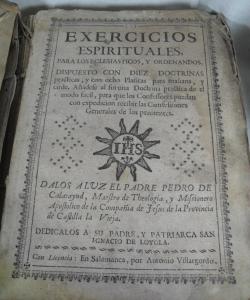 EXERCICIOS
ESPIRITUALES.
PARA LOS ECLESIASTICOS, Y ORDENANDOS.
DISPUESTO CON DIEZ DOCTRINAS
practicas, y con ocho Platicas para mañana, y
tarde. Añadese al fin una Doctrina practica de el
modo facil, para que los Confessores puedan
con expedicion recibir las Confessiones
Generales de los penitentes.
IHS
DALOS A LUZ EL PADRE PEDRO DE
Calatayud, Maestro de Theologia, y Missionero
Apostolico de la Compañia de Jesus de la Provincia
de Castilla la Vieja.
DEDICALOS A SU PADRE, Y PATRIARCA SAN
IGNACIO DE LOYOLA.
Con Licencia: En Salamanca, por Antonio Villargordo.